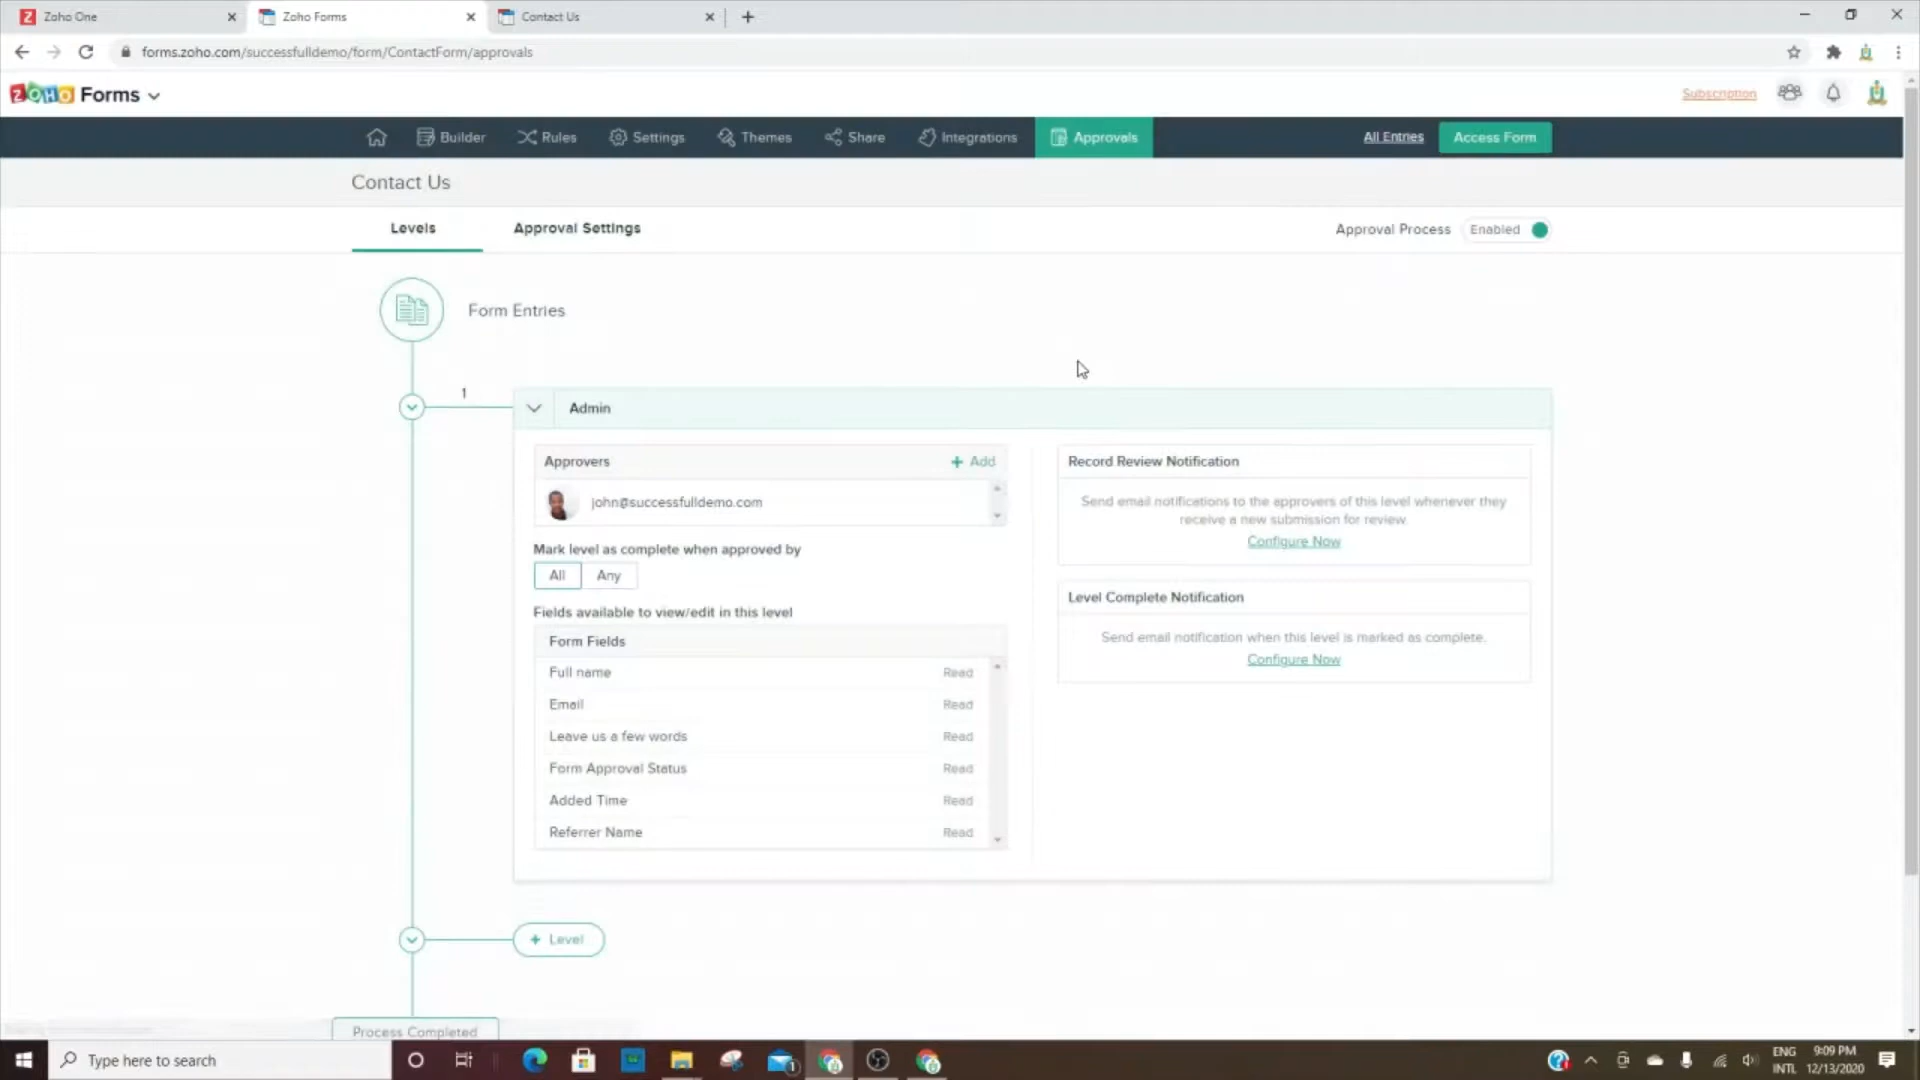 Zoho One
Zoho Forms
Contact Us
forms.zoho.com/successfulldemo/form/ContactForm/approvals
ZOHO Forms
Subscription
Builder
Rules
Settings
Themes
Share
Integrations
Approvals
All Entries
Access Form
Contact Us
Levels
Approval Settings
Approval Process
Enabled
Form Entries
1
Admin
Approvers
+ Add
john@successfulldemo.com
Mark level as complete when approved by
All
Any
Fields available to view/edit in this level
Form Fields
Full name Read
Email Read
Leave us a few words Read
Form Approval Status Read
Added Time Read
Referrer Name Read
Record Review Notification
Send email notifications to the approvers of this level whenever they
receive a new submission for review.
Configure Now
Level Complete Notification
Send email notification when this level is marked as complete.
Configure Now
+ Level
Process Completed
Type here to search
1
ENG
INTL
9:09 PM
12/13/2020